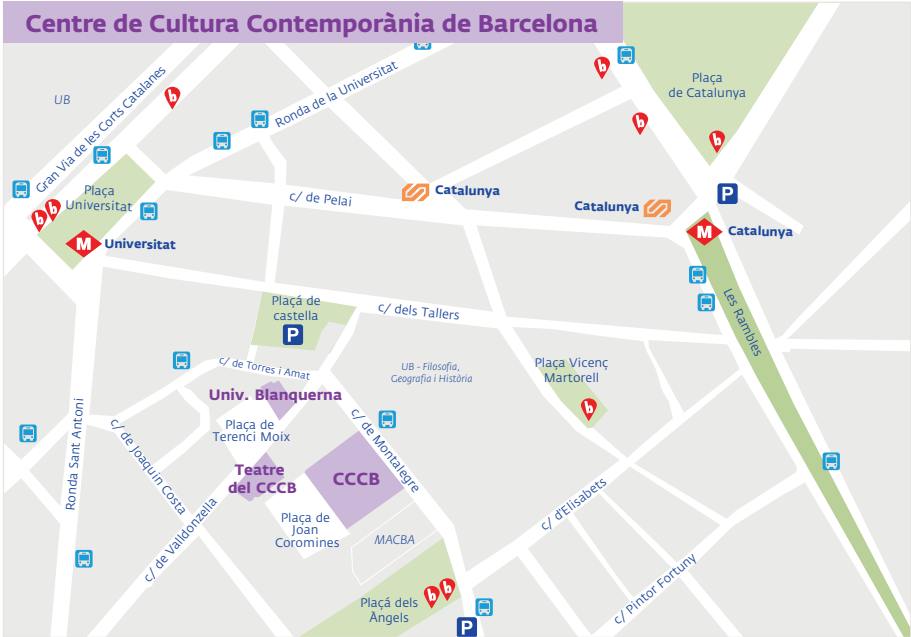 Centre de Cultura Contemporània de Barcelona
UB
Gran Via de les Corts Catalanes
b
Ronda de la Universitat
b
b
b
Plaça
de Catalunya
Plaça
Universitat
b
b
M Universitat
c/ de Pelai
Catalunya
Catalunya
P
M Catalunya
Plaçá de
castella
P
c/ dels Tallers
Les Rambles
c/ de Torres i Amat
UB - Filosofia,
Geografia i Història
Plaça Vicenç
Martorell
b
Univ. Blanquerna
Plaça de
Terenci Moix
Ronda Sant Antoni
c/ de Joaquín Costa
c/ de Montalegre
Teatre
del CCCB
CCCB
c/ de Valldonzella
Plaça de
Joan
Coromines
MACBA
c/ d'Elisabets
c/ Pintor Fortuny
Plaçá dels
Àngels
b
b
P